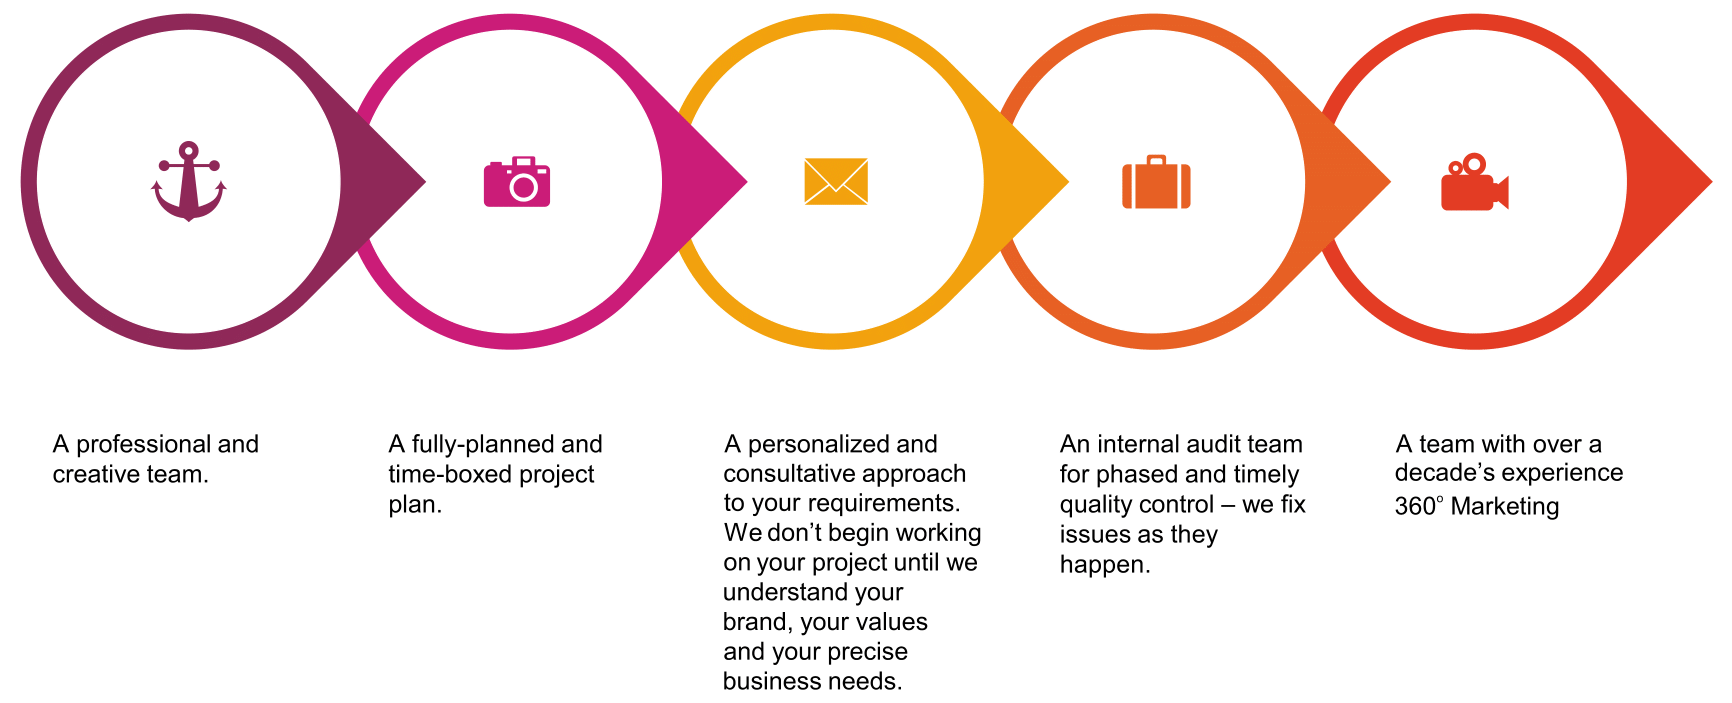 A professional and
creative team.
A fully-planned and
time-boxed project
plan.
A personalized and
consultative approach
to your requirements.
We don’t begin working
on your project until we
understand your
brand, your values
and your precise
business needs.
An internal audit team
for phased and timely
quality control – we fix
issues as they
happen.
A team with over a
decade’s experience
360° Marketing